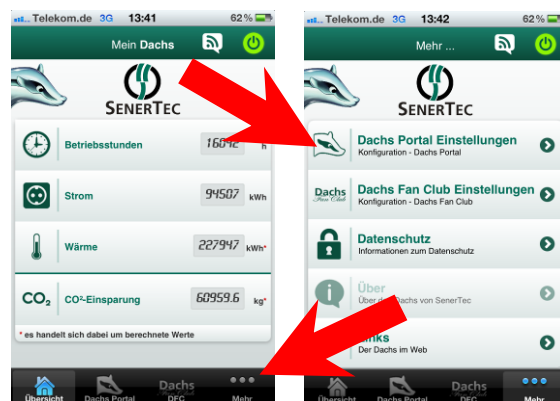 Telekom.de 3G 13:41 62%
Mein Dachs
SENERTEC
Betriebsstunden 16042 h
Strom 94507 kWh
Wärme 227947 kWh*
CO₂ CO²-Einsparung 60959.6 kg*
* es handelt sich dabei um berechnete Werte
Übersicht Dachs Portal Dachs DFC Mehr
Telekom.de 3G 13:42 62%
Mehr ...
SENERTEC
Dachs Portal Einstellungen
Konfiguration - Dachs Portal
Dachs Fan Club
Dachs Fan Club Einstellungen
Konfiguration - Dachs Fan Club
Datenschutz
Informationen zum Datenschutz
Über
Über den Dachs von SenerTec
Links
Der Dachs im Web
Übersicht Dachs Portal Dachs DFC Mehr